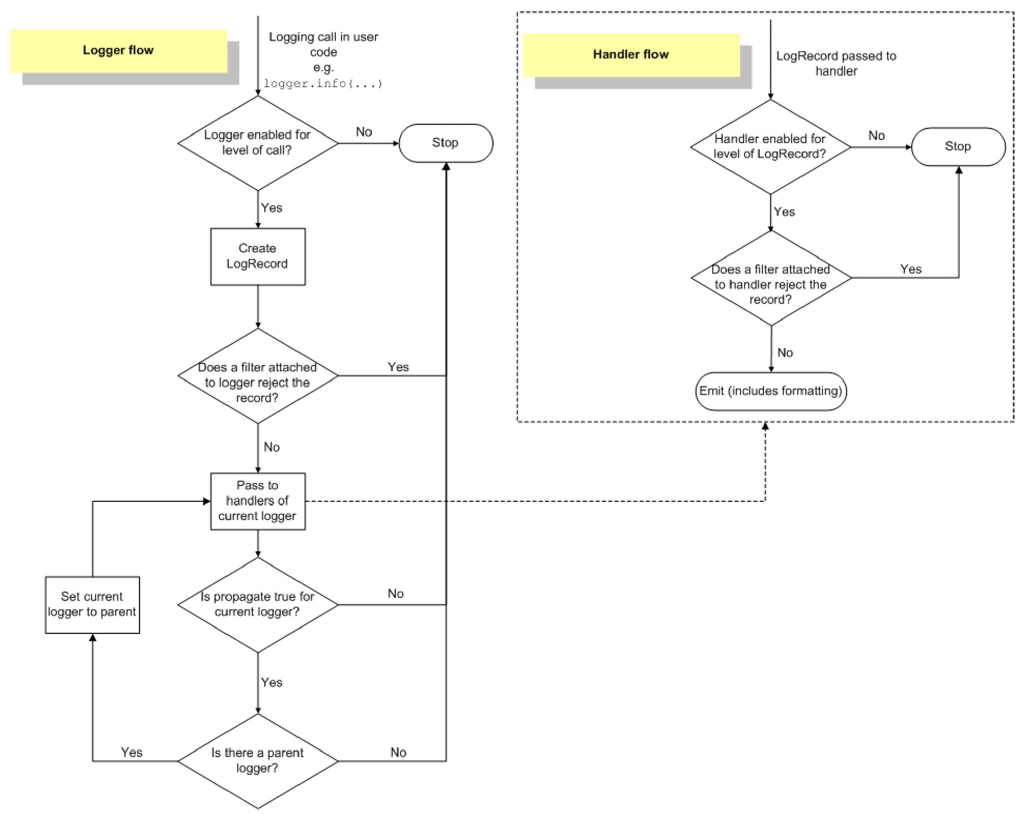 Logger flow
Logging call in user
code
e.g.
logger.info(...)
Logger enabled for
level of call?
No
Stop
Yes
Create
LogRecord
Does a filter attached
to logger reject the
record?
Yes
No
Pass to
handlers of
current logger
Set current
logger to parent
Is propagate true for
current logger?
No
Yes
Is there a parent
logger?
Yes
No
Handler flow
LogRecord passed to
handler
Handler enabled for
level of LogRecord?
No
Stop
Yes
Does a filter attached
to handler reject the
record?
Yes
No
Emit (includes formatting)